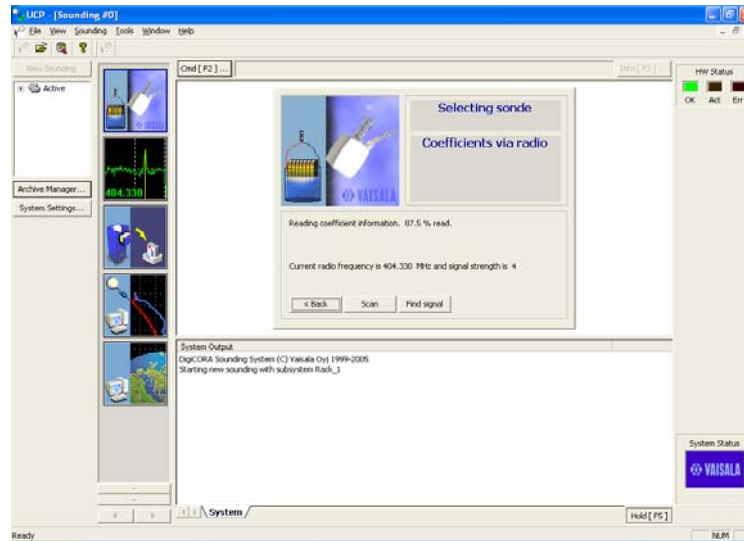 UCP - [Sounding #0]
File View Sounding Tools Window Help
New Sounding
Active
Archive Manager...
System Settings...
VAISALA
404.330
Cmd [ F2 ] ...
Selecting sonde
Coefficients via radio
VAISALA
Reading coefficient information. 87.5 % read.
Current radio frequency is 404.330 MHz and signal strength is 4
< Back
Scan
Find signal
System Output
DigiCORA Sounding System (C) Vaisala Oyj 1999-2005
Starting new sounding with subsystem Rack_1
System
Hold [ F5 ]
HW Status
OK Act Err
System Status
VAISALA
Ready
NUM